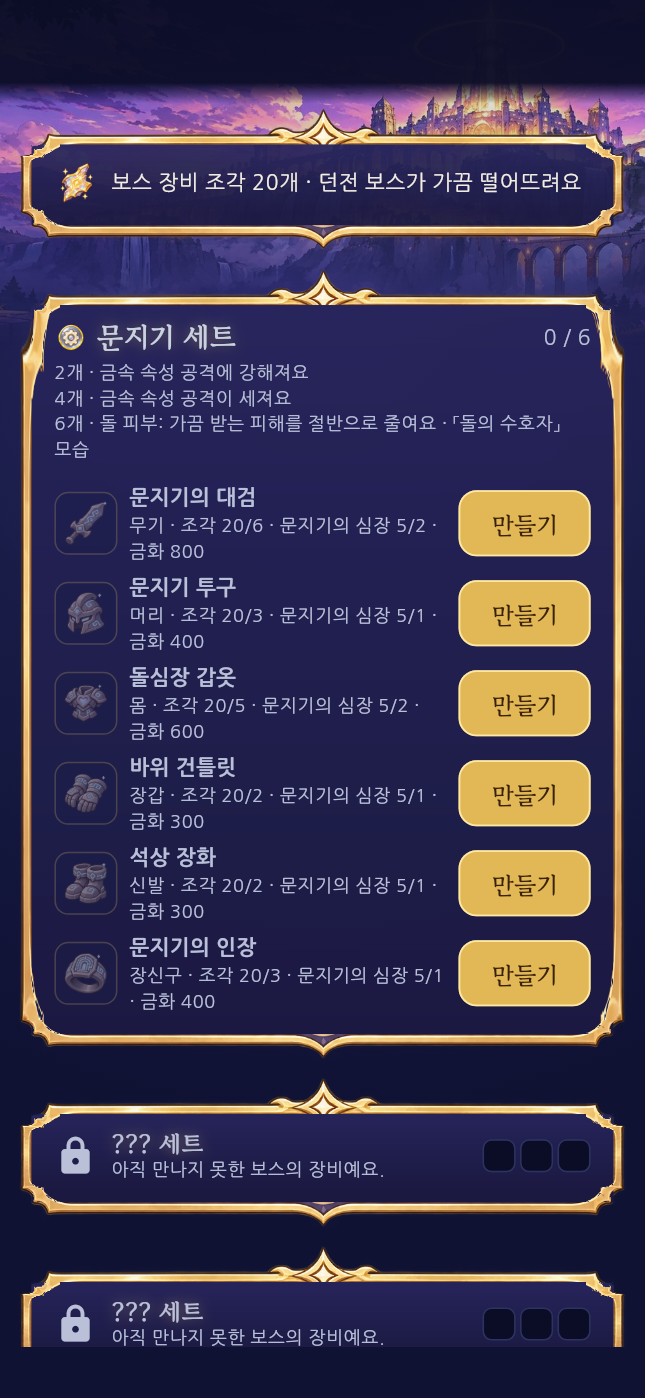 보스 장비 조각 20개 · 던전 보스가 가끔 떨어뜨려요
문지기 세트
0 / 6
2개 · 금속 속성 공격에 강해져요
4개 · 금속 속성 공격이 세져요
6개 · 돌 피부: 가끔 받는 피해를 절반으로 줄여요 · 「돌의 수호자」
모습
문지기의 대검
무기 · 조각 20/6 · 문지기의 심장 5/2 ·
금화 800
만들기
문지기 투구
머리 · 조각 20/3 · 문지기의 심장 5/1 ·
금화 400
만들기
돌심장 갑옷
몸 · 조각 20/5 · 문지기의 심장 5/2 ·
금화 600
만들기
바위 건틀릿
장갑 · 조각 20/2 · 문지기의 심장 5/1 ·
금화 300
만들기
석상 장화
신발 · 조각 20/2 · 문지기의 심장 5/1 ·
금화 300
만들기
문지기의 인장
장신구 · 조각 20/3 · 문지기의 심장 5/1
· 금화 400
만들기
??? 세트
아직 만나지 못한 보스의 장비예요.
??? 세트
아직 만나지 못한 보스의 장비예요.